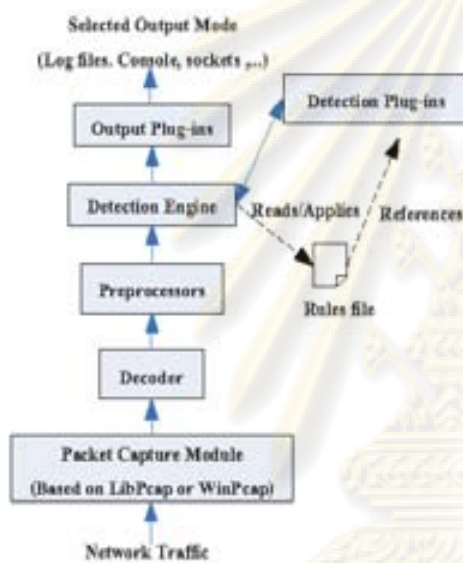 Selected Output Mode
(Log files. Console, sockets ,...)
Output Plug-ins
Detection Plug-ins
Detection Engine
Reads/Applies
References
Rules file
Preprocessors
Decoder
Packet Capture Module
(Based on LibPcap or WinPcap)
Network Traffic